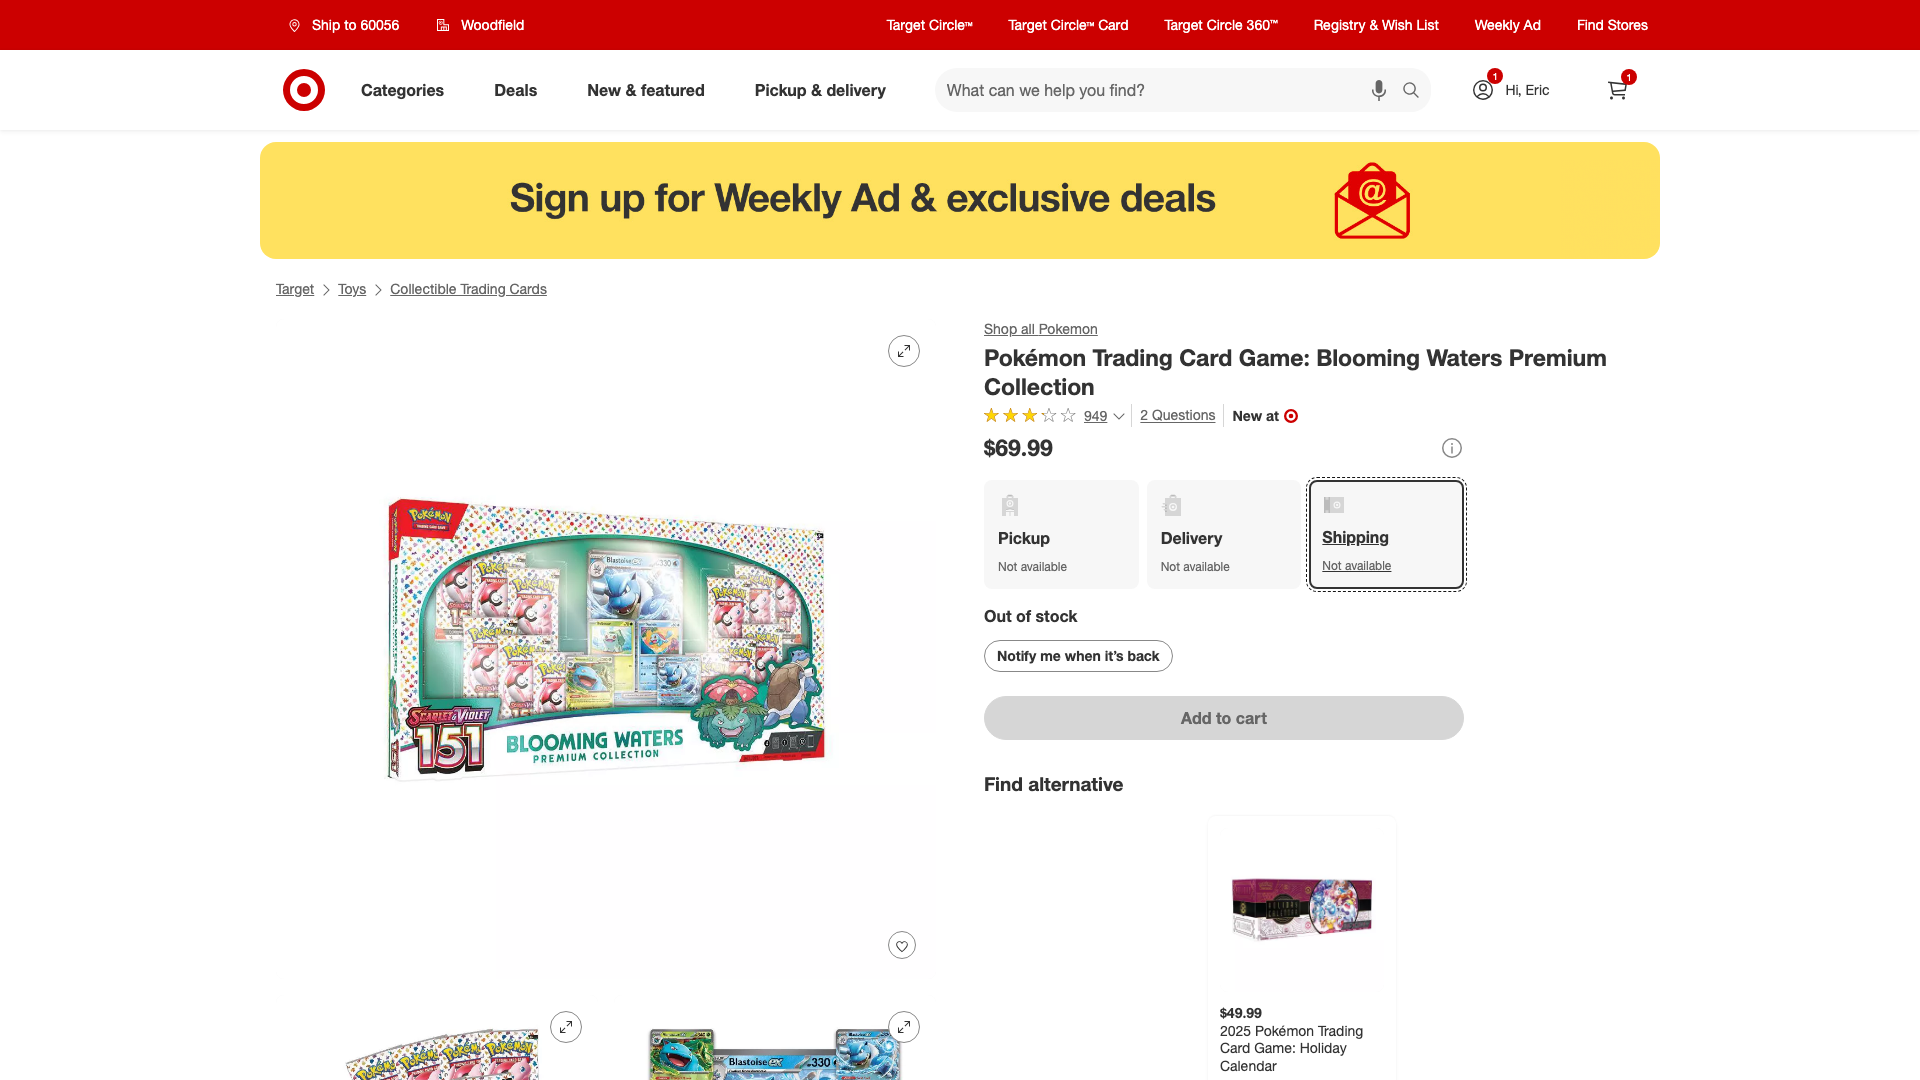 Ship to 60056
Woodfield
Target Circle™
Target Circle™ Card
Target Circle 360™
Registry & Wish List
Weekly Ad
Find Stores
Categories
Deals
New & featured
Pickup & delivery
What can we help you find?
1
Hi, Eric
1
Sign up for Weekly Ad & exclusive deals
@
Target
Toys
Collectible Trading Cards
Shop all Pokemon
Pokémon Trading Card Game: Blooming Waters Premium
Collection
949
2 Questions
New at
$69.99
Pickup
Not available
Delivery
Not available
Shipping
Not available
Out of stock
Notify me when it’s back
Add to cart
Find alternative
Pokémon
Blastoise ex
330
SCARLET & VIOLET
151
BLOOMING WATERS
PREMIUM COLLECTION
Pokémon
Pokémon
Blastoise ex
330
$49.99
2025 Pokémon Trading
Card Game: Holiday
Calendar